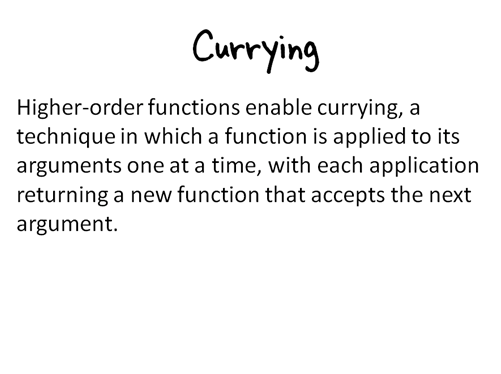 Currying
Higher-order functions enable currying, a
technique in which a function is applied to its
arguments one at a time, with each application
returning a new function that accepts the next
argument.